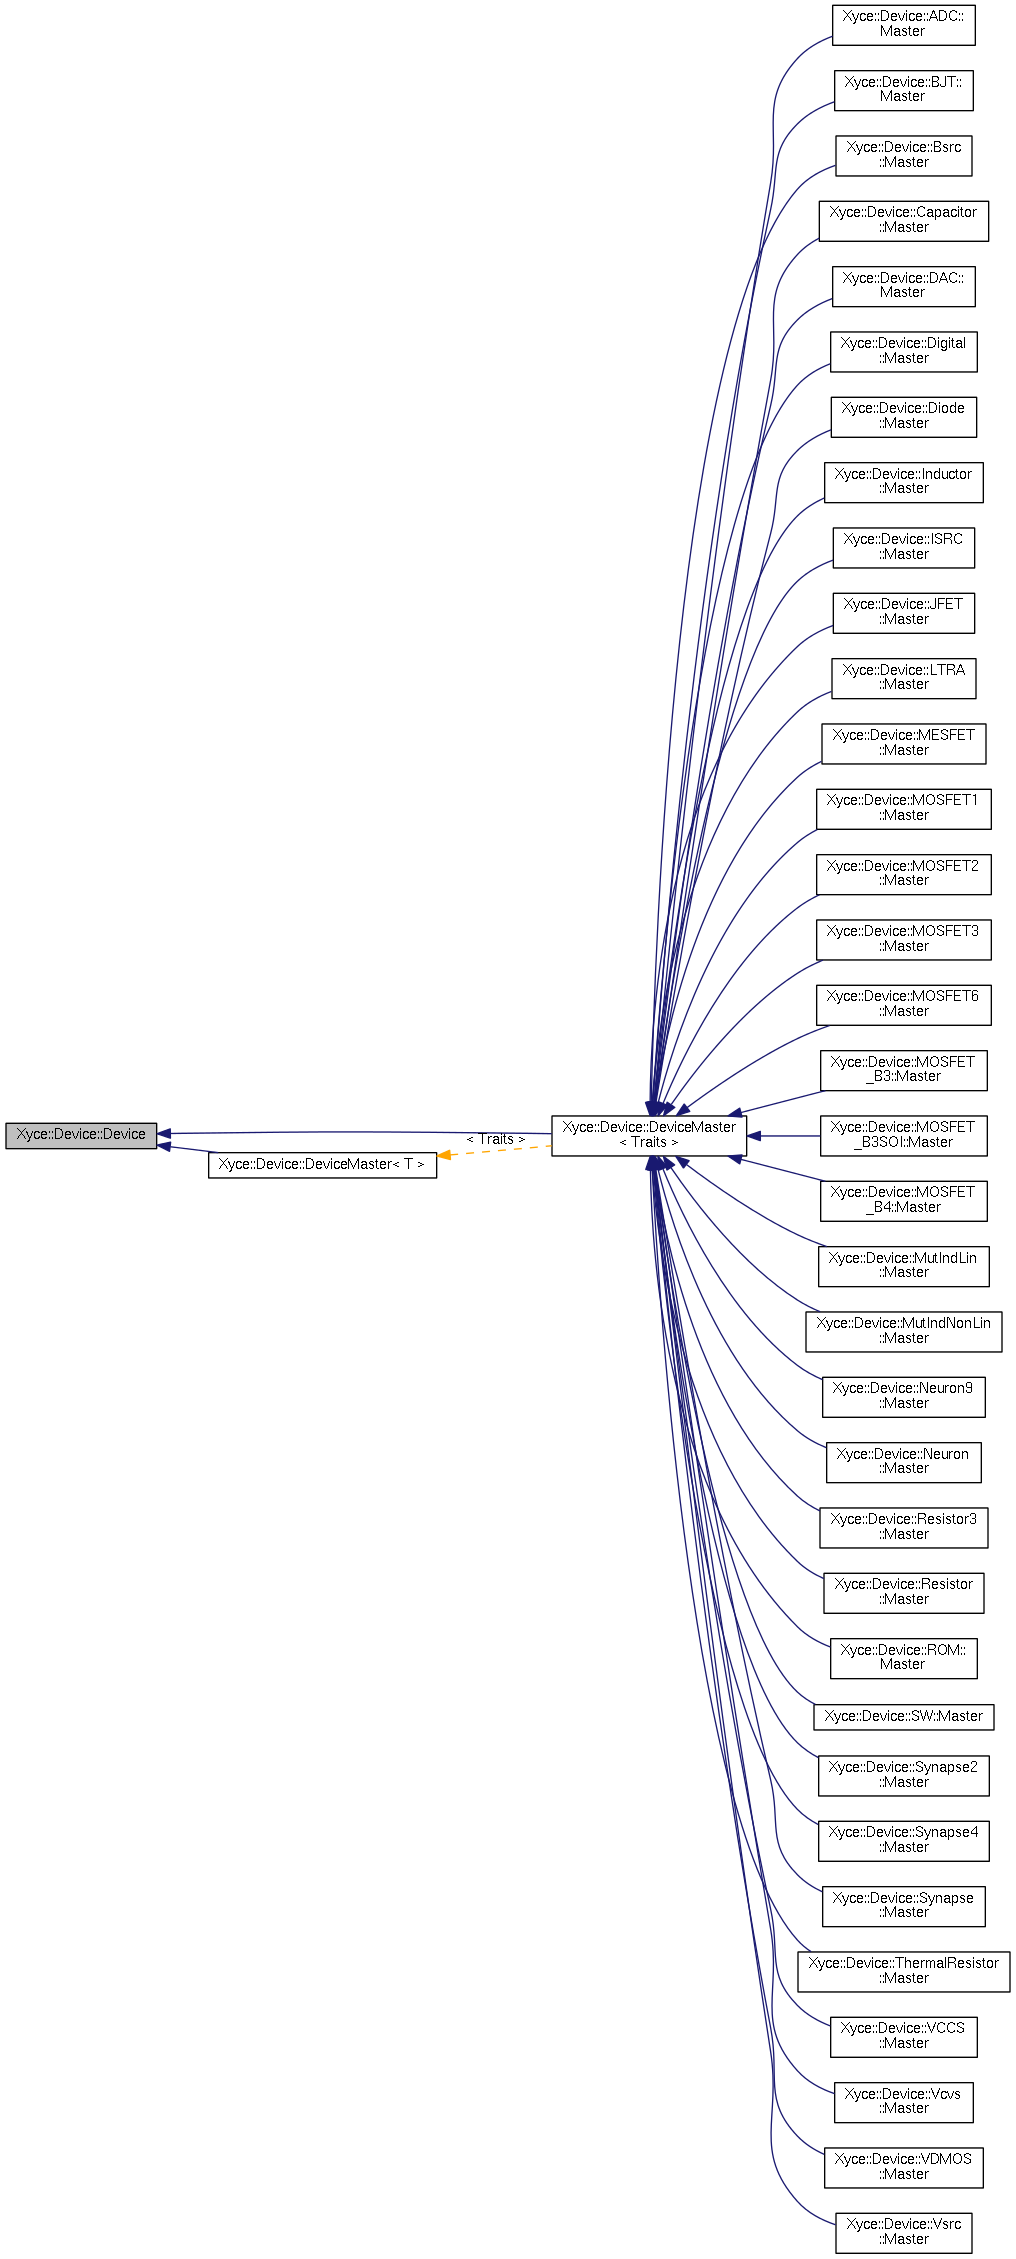 Xyce::Device::Device
Xyce::Device::DeviceMaster< T >
< Traits >
Xyce::Device::DeviceMaster
< Traits >
Xyce::Device::ADC::
Master
Xyce::Device::BJT::
Master
Xyce::Device::Bsrc
::Master
Xyce::Device::Capacitor
::Master
Xyce::Device::DAC::
Master
Xyce::Device::Digital
::Master
Xyce::Device::Diode
::Master
Xyce::Device::Inductor
::Master
Xyce::Device::ISRC
::Master
Xyce::Device::JFET
::Master
Xyce::Device::LTRA
::Master
Xyce::Device::MESFET
::Master
Xyce::Device::MOSFET1
::Master
Xyce::Device::MOSFET2
::Master
Xyce::Device::MOSFET3
::Master
Xyce::Device::MOSFET6
::Master
Xyce::Device::MOSFET
_B3::Master
Xyce::Device::MOSFET
_B3SOI::Master
Xyce::Device::MOSFET
_B4::Master
Xyce::Device::MutIndLin
::Master
Xyce::Device::MutIndNonLin
::Master
Xyce::Device::Neuron9
::Master
Xyce::Device::Neuron
::Master
Xyce::Device::Resistor3
::Master
Xyce::Device::Resistor
::Master
Xyce::Device::ROM::
Master
Xyce::Device::SW::Master
Xyce::Device::Synapse2
::Master
Xyce::Device::Synapse4
::Master
Xyce::Device::Synapse
::Master
Xyce::Device::ThermalResistor
::Master
Xyce::Device::VCCS
::Master
Xyce::Device::Vcvs
::Master
Xyce::Device::VDMOS
::Master
Xyce::Device::Vsrc
::Master